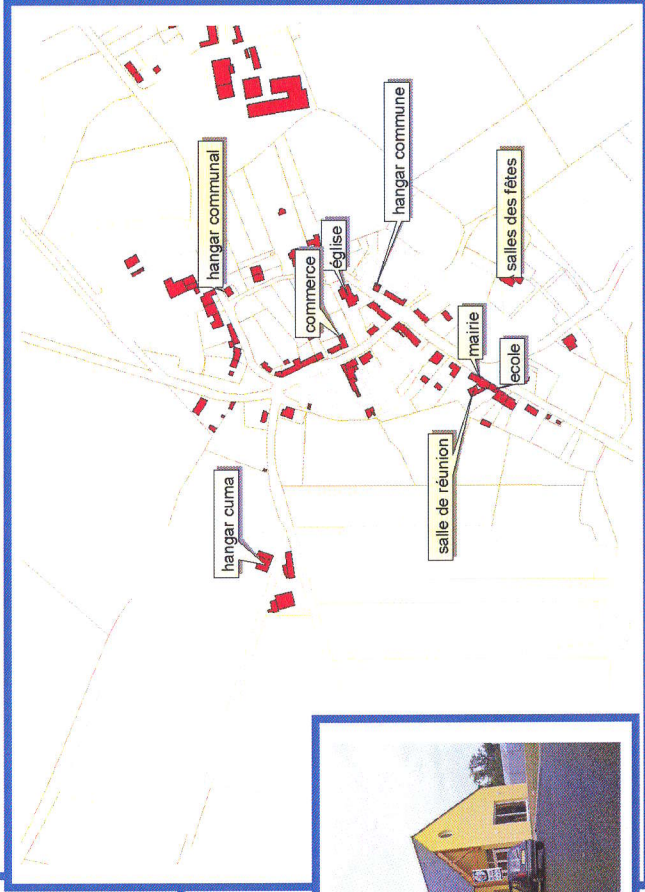 hangar communal
hangar commune
église
commerce
salles des fêtes
mairie
ecole
salle de réunion
hangar cuma